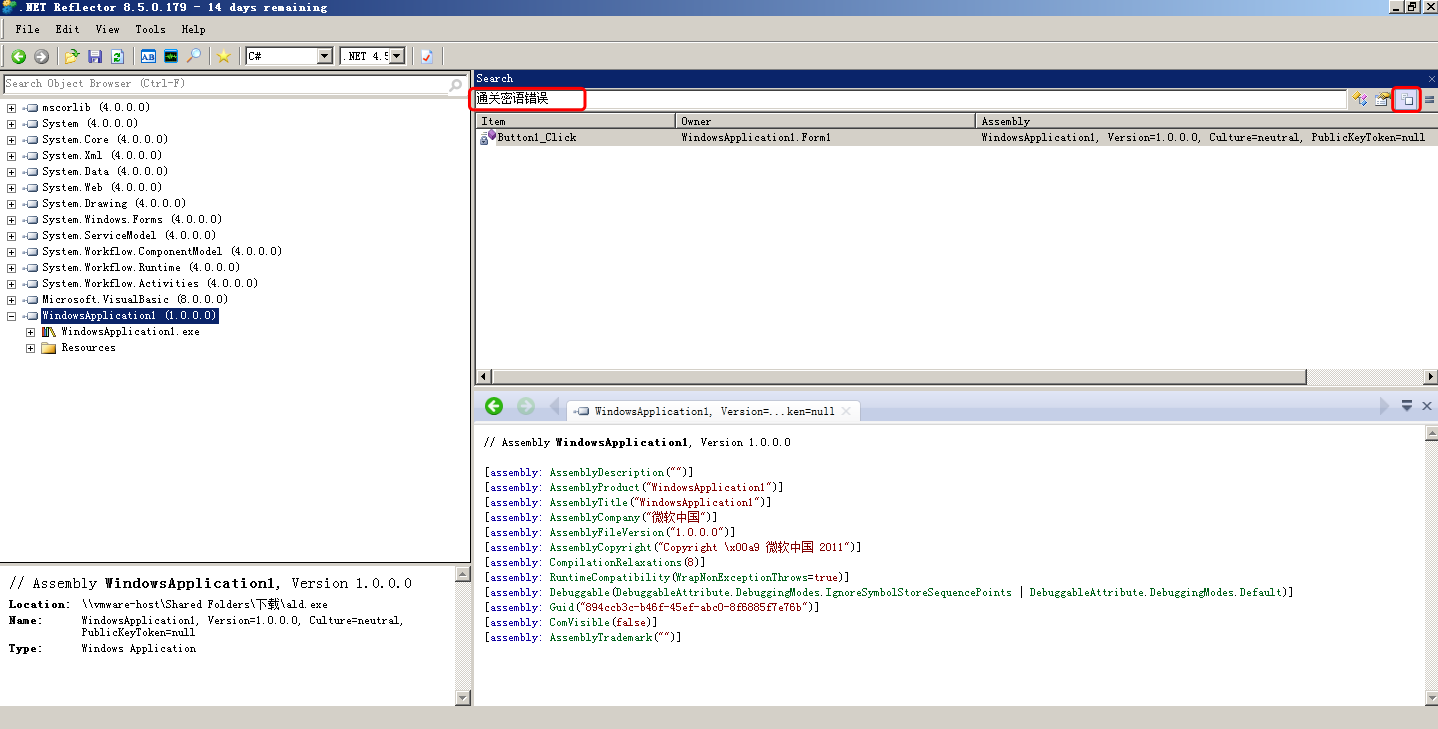 .NET Reflector 8.5.0.179 - 14 days remaining
File Edit View Tools Help
C# .NET 4.5
Search Object Browser (Ctrl-F)
mscorlib (4.0.0.0)
System (4.0.0.0)
System.Core (4.0.0.0)
System.Xml (4.0.0.0)
System.Data (4.0.0.0)
System.Web (4.0.0.0)
System.Drawing (4.0.0.0)
System.Windows.Forms (4.0.0.0)
System.ServiceModel (4.0.0.0)
System.Workflow.ComponentModel (4.0.0.0)
System.Workflow.Runtime (4.0.0.0)
System.Workflow.Activities (4.0.0.0)
Microsoft.VisualBasic (8.0.0.0)
WindowsApplication1 (1.0.0.0)
WindowsApplication1.exe
Resources
// Assembly WindowsApplication1, Version 1.0.0.0
Location: \\vmware-host\Shared Folders\下载\ald.exe
Name: WindowsApplication1, Version=1.0.0.0, Culture=neutral,
PublicKeyToken=null
Type: Windows Application
Search
通关密语错误
Item Owner Assembly
Button1_Click WindowsApplication1.Form1 WindowsApplication1, Version=1.0.0.0, Culture=neutral, PublicKeyToken=null
WindowsApplication1, Version=...ken=null
// Assembly WindowsApplication1, Version 1.0.0.0
[assembly: AssemblyDescription("")]
[assembly: AssemblyProduct("WindowsApplication1")]
[assembly: AssemblyTitle("WindowsApplication1")]
[assembly: AssemblyCompany("微软中国")]
[assembly: AssemblyFileVersion("1.0.0.0")]
[assembly: AssemblyCopyright("Copyright \x00a9 微软中国 2011")]
[assembly: CompilationRelaxations(8)]
[assembly: RuntimeCompatibility(WrapNonExceptionThrows=true)]
[assembly: Debuggable(DebuggableAttribute.DebuggingModes.IgnoreSymbolStoreSequencePoints | DebuggableAttribute.DebuggingModes.Default)]
[assembly: Guid("894ccb3c-b46f-45ef-abc0-8f6885f7e76b")]
[assembly: ComVisible(false)]
[assembly: AssemblyTrademark("")]